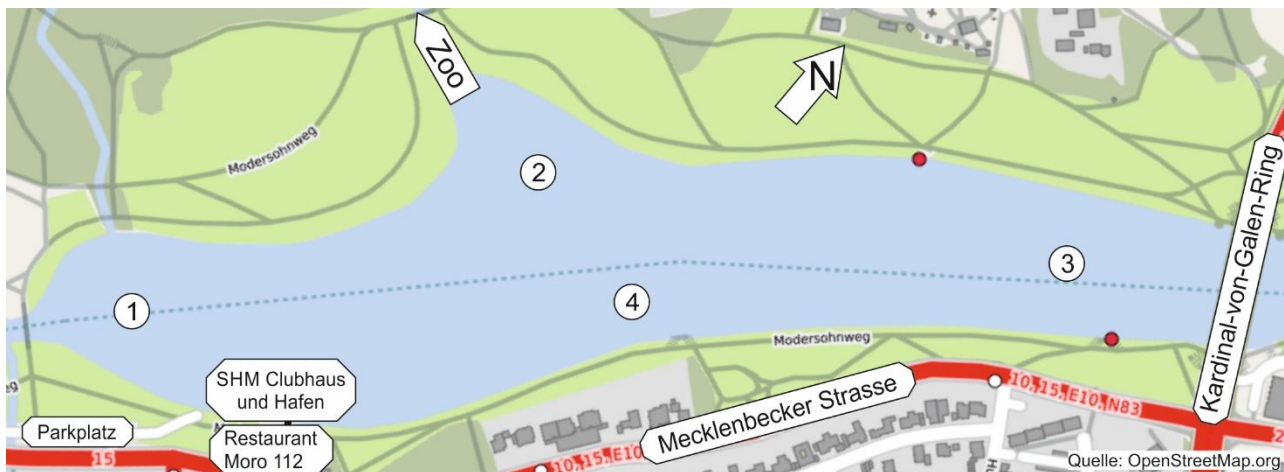 Zoo
N
Modersohnweg
2
3
1
4
Kardinal-von-Galen-Ring
Modersohnweg
SHM Clubhaus
und Hafen
Mecklenbecker Strasse
10, 15, E10, N83
Parkplatz
15
Restaurant
Moro 112
10, 15, E10
Quelle: OpenStreetMap.org